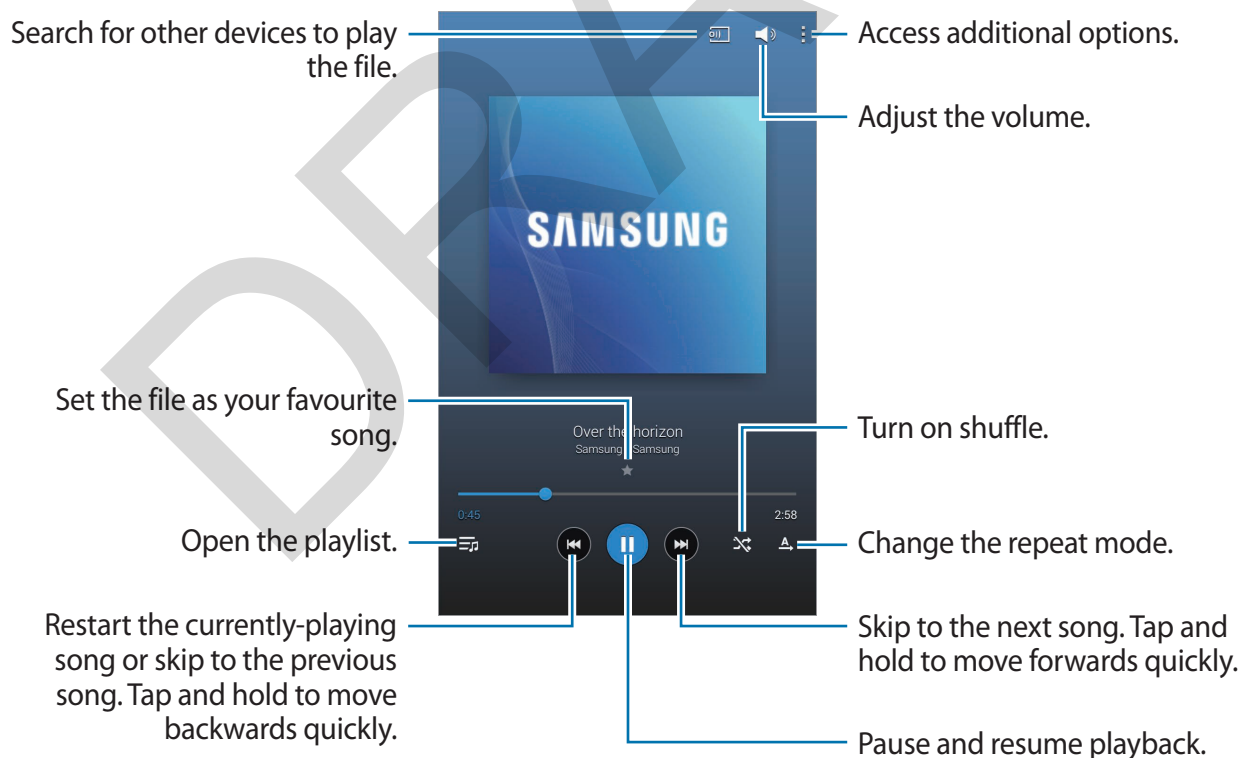 Search for other devices to play
the file.
Access additional options.
Adjust the volume.
SAMSUNG
Set the file as your favourite
song.
Over the horizon
Samsung Samsung
Turn on shuffle.
0:45
2:58
Open the playlist.
A
Change the repeat mode.
Restart the currently-playing
song or skip to the previous
song. Tap and hold to move
backwards quickly.
Skip to the next song. Tap and
hold to move forwards quickly.
Pause and resume playback.
DRA